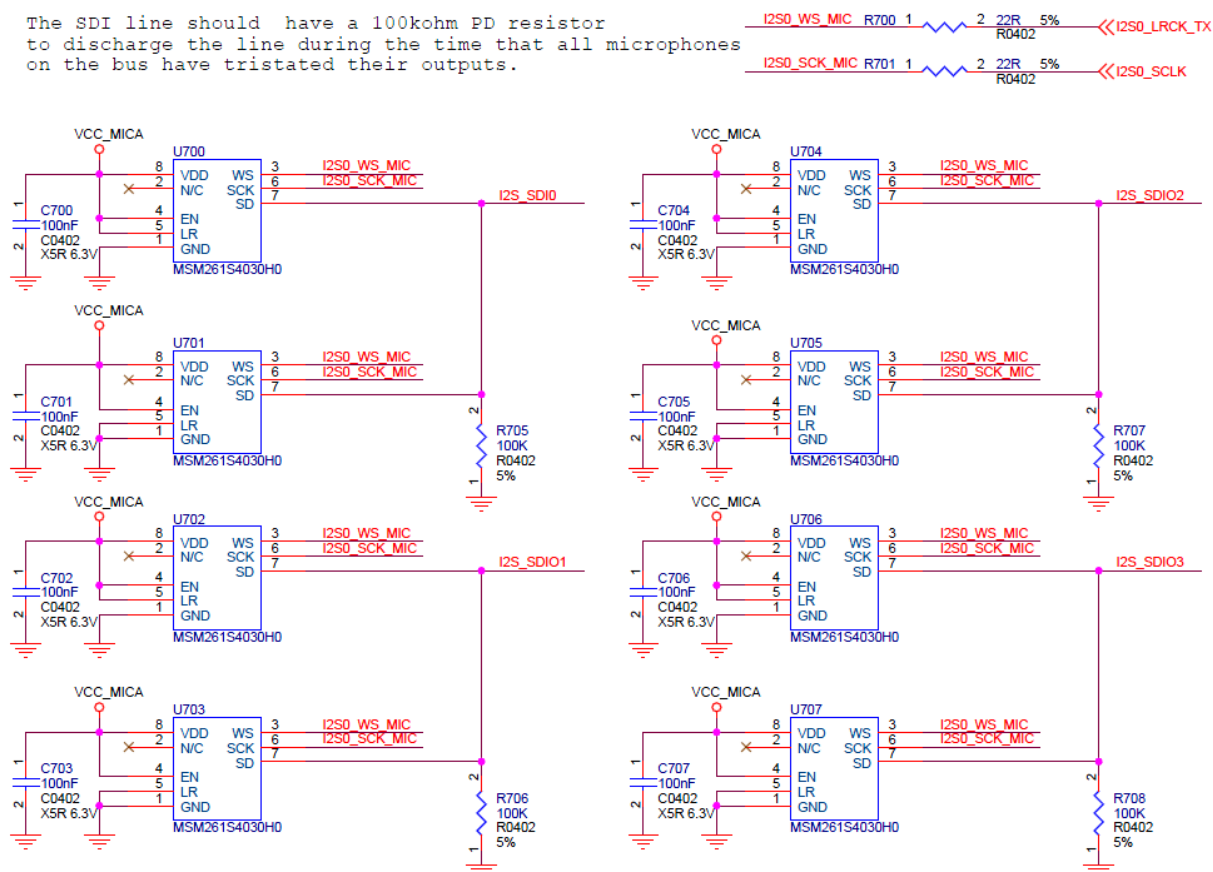 The SDI line should have a 100kohm PD resistor
to discharge the line during the time that all microphones
on the bus have tristated their outputs.
I2S0_WS_MIC R700 1 2 22R 5% I2S0_LRCK_TX
R0402
I2S0_SCK_MIC R701 1 2 22R 5% I2S0_SCLK
R0402
VCC_MICA
U700
8 VDD WS 3 I2S0_WS_MIC
2 N/C SCK 6 I2S0_SCK_MIC
SD 7 I2S_SDI0
4 EN
5 LR
1 GND
MSM261S4030H0
1 C700
100nF
2 C0402
X5R 6.3V
VCC_MICA
U701
8 VDD WS 3 I2S0_WS_MIC
2 N/C SCK 6 I2S0_SCK_MIC
SD 7
4 EN
5 LR
1 GND
MSM261S4030H0
1 C701
100nF
2 C0402
X5R 6.3V
2 R705
100K
R0402
1 5%
VCC_MICA
U702
8 VDD WS 3 I2S0_WS_MIC
2 N/C SCK 6 I2S0_SCK_MIC
SD 7 I2S_SDIO1
4 EN
5 LR
1 GND
MSM261S4030H0
1 C702
100nF
2 C0402
X5R 6.3V
VCC_MICA
U703
8 VDD WS 3 I2S0_WS_MIC
2 N/C SCK 6 I2S0_SCK_MIC
SD 7
4 EN
5 LR
1 GND
MSM261S4030H0
1 C703
100nF
2 C0402
X5R 6.3V
2 R706
100K
R0402
1 5%
VCC_MICA
U704
8 VDD WS 3 I2S0_WS_MIC
2 N/C SCK 6 I2S0_SCK_MIC
SD 7 I2S_SDIO2
4 EN
5 LR
1 GND
MSM261S4030H0
1 C704
100nF
2 C0402
X5R 6.3V
VCC_MICA
U705
8 VDD WS 3 I2S0_WS_MIC
2 N/C SCK 6 I2S0_SCK_MIC
SD 7
4 EN
5 LR
1 GND
MSM261S4030H0
1 C705
100nF
2 C0402
X5R 6.3V
2 R707
100K
R0402
1 5%
VCC_MICA
U706
8 VDD WS 3 I2S0_WS_MIC
2 N/C SCK 6 I2S0_SCK_MIC
SD 7 I2S_SDIO3
4 EN
5 LR
1 GND
MSM261S4030H0
1 C706
100nF
2 C0402
X5R 6.3V
VCC_MICA
U707
8 VDD WS 3 I2S0_WS_MIC
2 N/C SCK 6 I2S0_SCK_MIC
SD 7
4 EN
5 LR
1 GND
MSM261S4030H0
1 C707
100nF
2 C0402
X5R 6.3V
2 R708
100K
R0402
1 5%